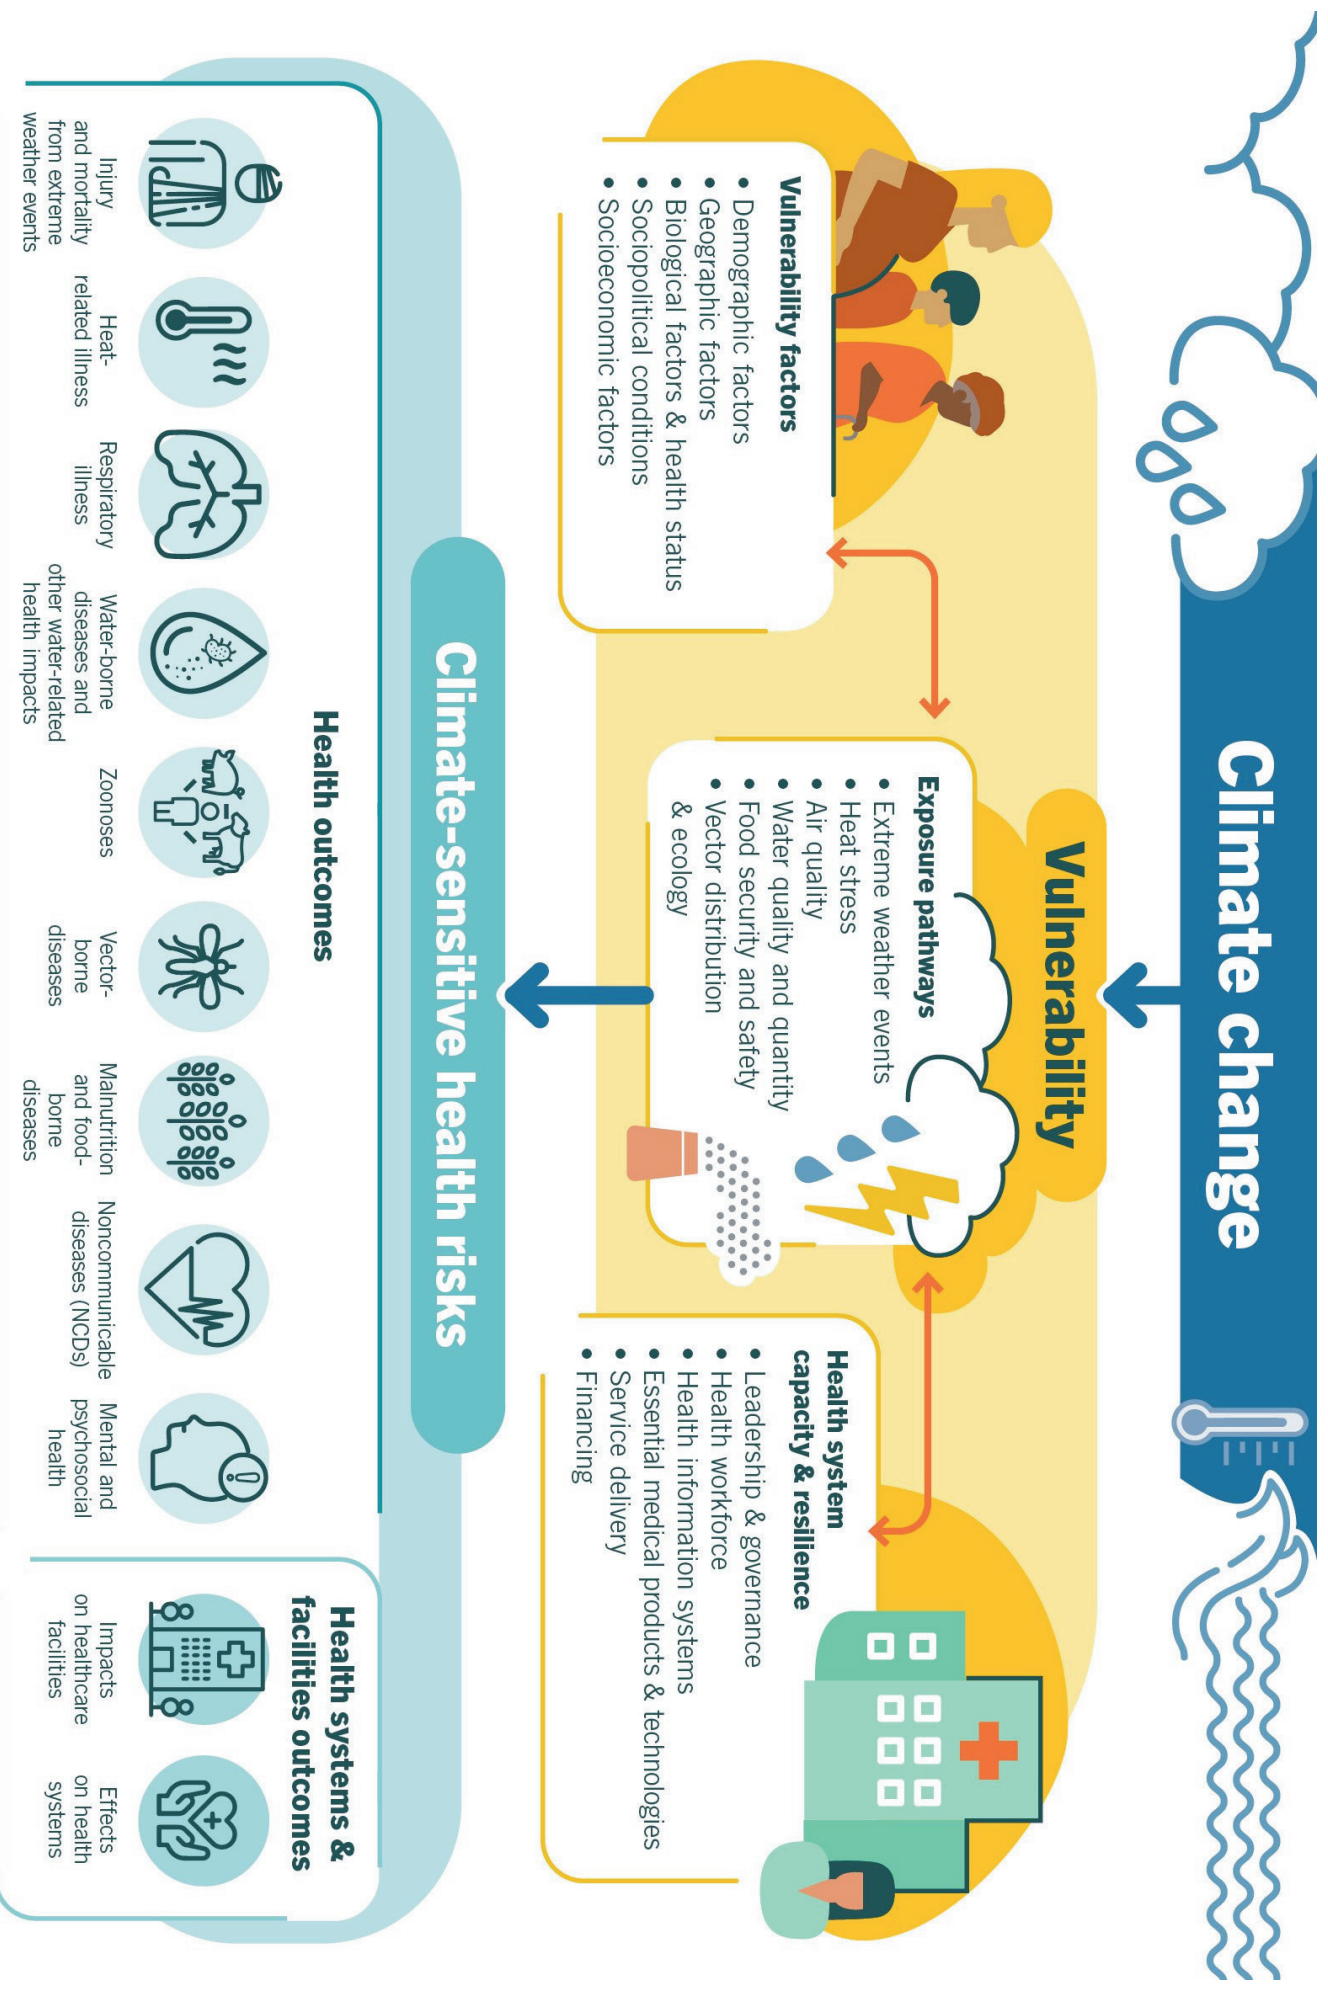 Climate change
Vulnerability
Vulnerability factors
• Demographic factors
• Geographic factors
• Biological factors & health status
• Sociopolitical conditions
• Socioeconomic factors
Exposure pathways
• Extreme weather events
• Heat stress
• Air quality
• Water quality and quantity
• Food security and safety
• Vector distribution
& ecology
Health system
capacity & resilience
• Leadership & governance
• Health workforce
• Health information systems
• Essential medical products & technologies
• Service delivery
• Financing
Climate-sensitive health risks
Health outcomes
Injury
and mortality
from extreme
weather events
Heat-
related illness
Respiratory
illness
Water-borne
diseases and
other water-related
health impacts
Zoonoses
Vector-
borne
diseases
Malnutrition
and food-
borne
diseases
Noncommunicable
diseases (NCDs)
Mental and
psychosocial
health
Health systems &
facilities outcomes
Impacts
on healthcare
facilities
Effects
on health
systems